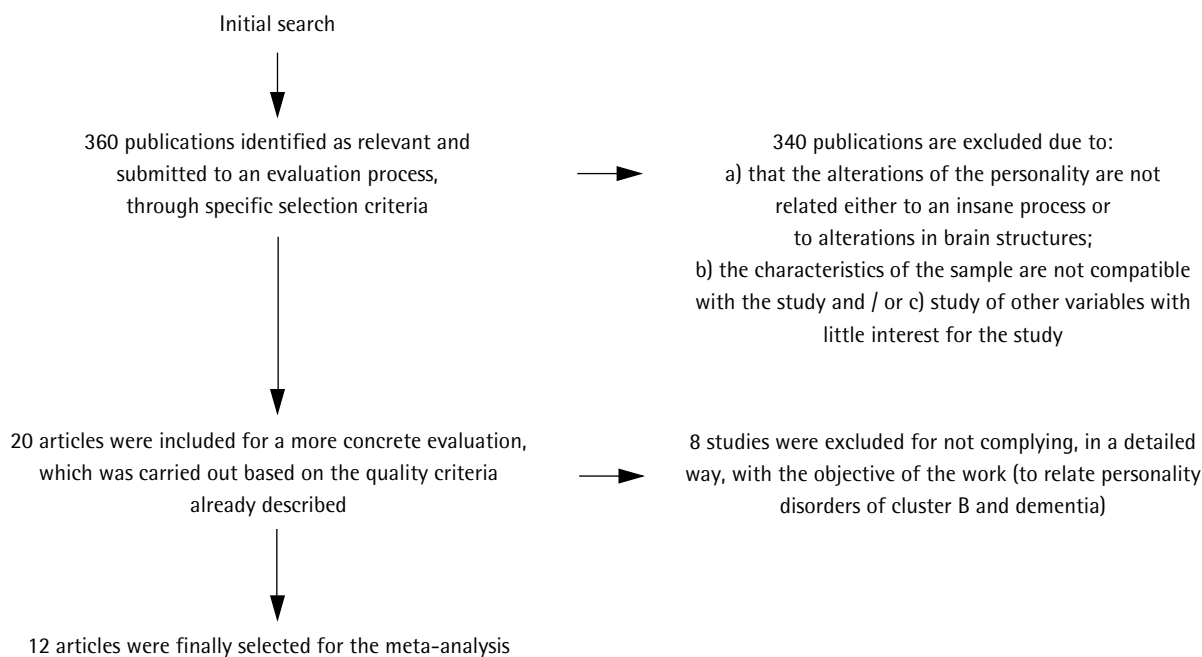 Initial search
360 publications identified as relevant and
submitted to an evaluation process,
through specific selection criteria
340 publications are excluded due to:
a) that the alterations of the personality are not
related either to an insane process or
to alterations in brain structures;
b) the characteristics of the sample are not compatible
with the study and / or c) study of other variables with
little interest for the study
20 articles were included for a more concrete evaluation,
which was carried out based on the quality criteria
already described
8 studies were excluded for not complying, in a detailed
way, with the objective of the work (to relate personality
disorders of cluster B and dementia)
12 articles were finally selected for the meta-analysis